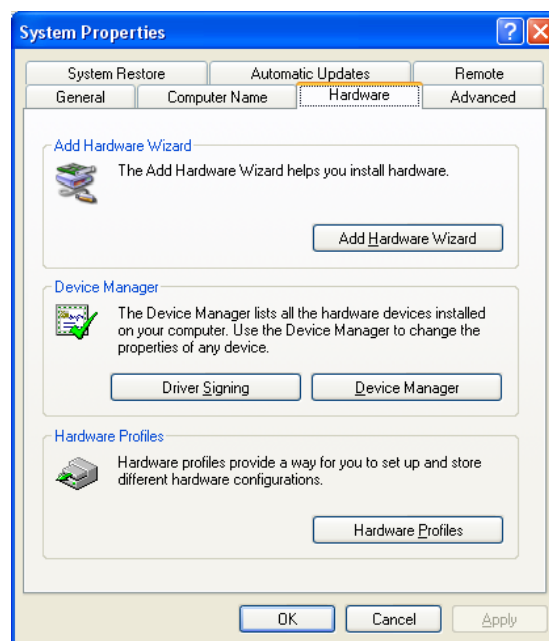 System Properties
System Restore Automatic Updates Remote
General Computer Name Hardware Advanced
Add Hardware Wizard
The Add Hardware Wizard helps you install hardware.
Add Hardware Wizard
Device Manager
The Device Manager lists all the hardware devices installed
on your computer. Use the Device Manager to change the
properties of any device.
Driver Signing Device Manager
Hardware Profiles
Hardware profiles provide a way for you to set up and store
different hardware configurations.
Hardware Profiles
OK Cancel Apply